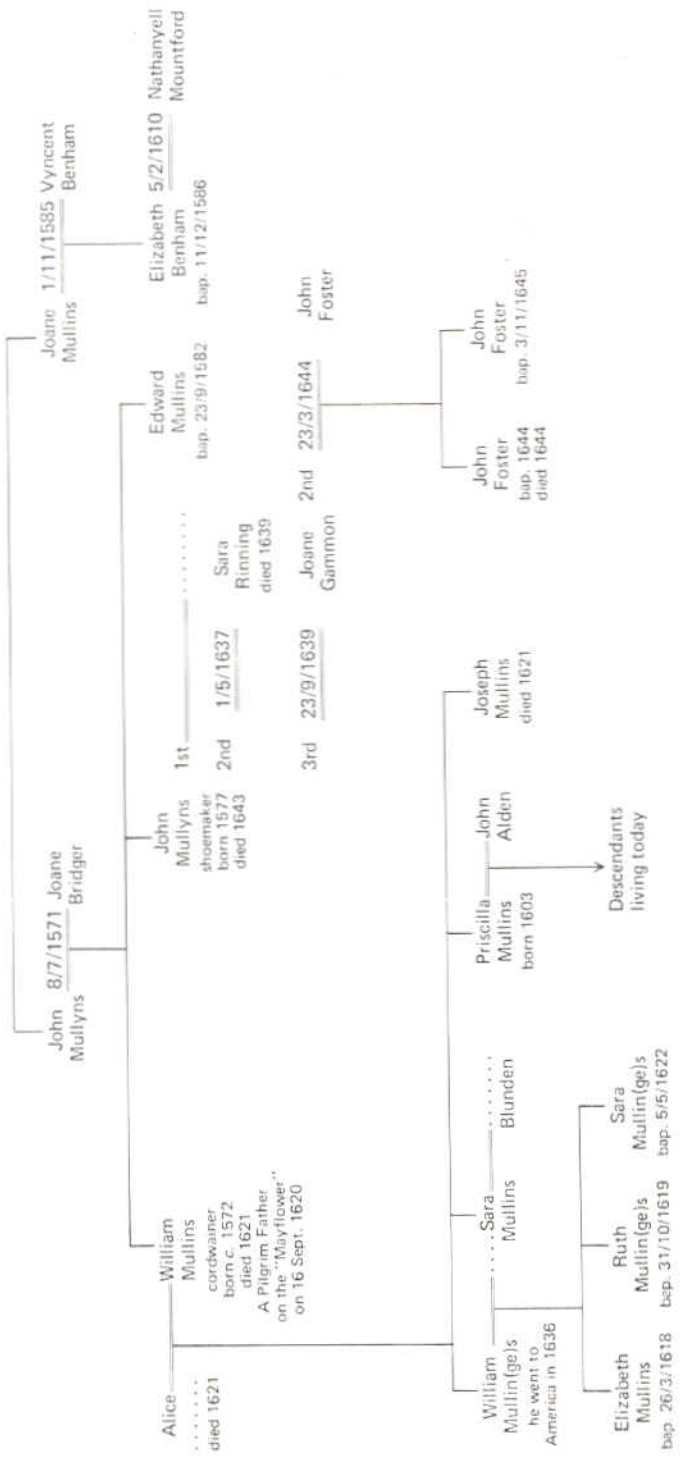 John 8/7/1571 Joane
Mullyns Bridger
Joane 1/11/1585 Vyncent
Mullins Benham
Alice William
........ Mullins
died 1621
cordwainer
born c. 1572
died 1621
A Pilgrim Father
on the "Mayflower"
on 16 Sept. 1620
John
Mullyns
shoemaker
born 1577
died 1643
1st ........
2nd 1/5/1637 Sara
Rinning
died 1639
3rd 23/9/1639 Joane
Gammon
2nd 23/3/1644 John
Foster
Edward
Mullins
bap. 23/9/1582
Elizabeth 5/2/1610 Nathanyell
Benham Mountford
bap. 11/12/1586
John
Foster
bap. 1644
died 1644
John
Foster
bap. 3/11/1645
William ....
Mullin(ge)s
he went to
America in 1636
Sara ........
Mullins Blunden
Priscilla John
Mullins Alden
born 1603
Joseph
Mullins
died 1621
Descendants
living today
Elizabeth
Mullins
bap. 26/3/1618
Ruth
Mullin(ge)s
bap. 31/10/1619
Sara
Mullin(ge)s
bap. 5/5/1622